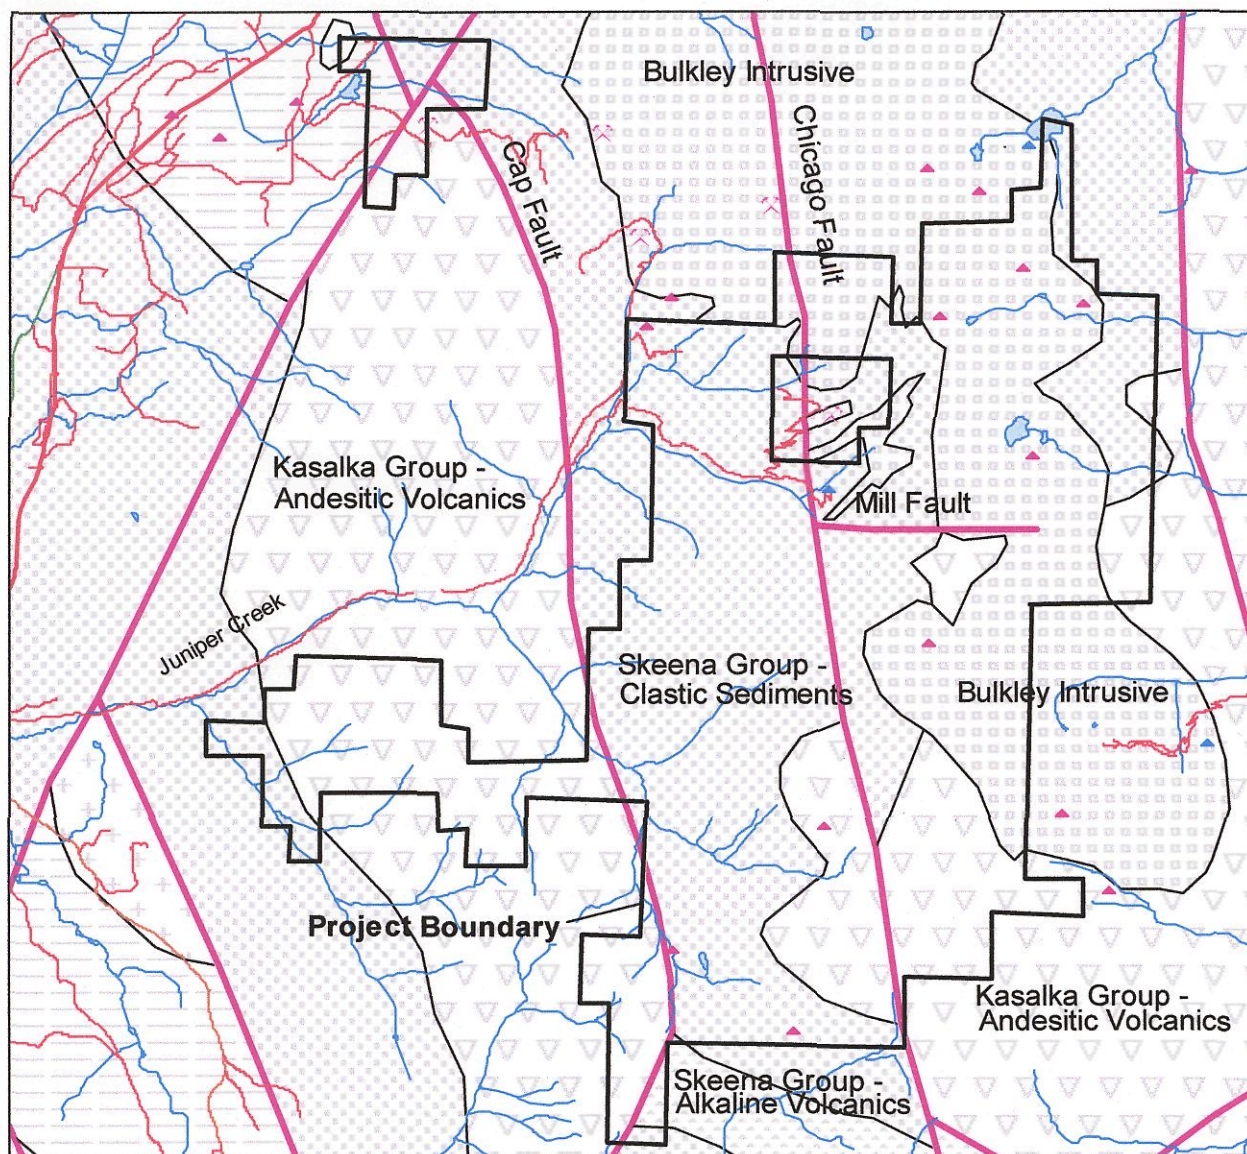 Bulkley Intrusive
Chicago Fault
Cap Fault
Kasalka Group -
Andesitic Volcanics
Mill Fault
Juniper Creek
Skeena Group -
Clastic Sediments
Bulkley Intrusive
Project Boundary
Kasalka Group -
Andesitic Volcanics
Skeena Group -
Alkaline Volcanics